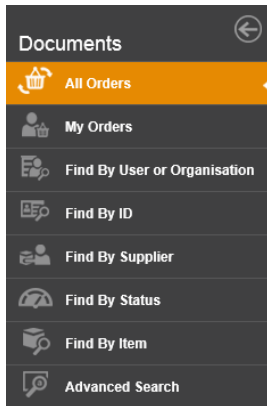 Documents
All Orders
My Orders
Find By User or Organisation
Find By ID
Find By Supplier
Find By Status
Find By Item
Advanced Search